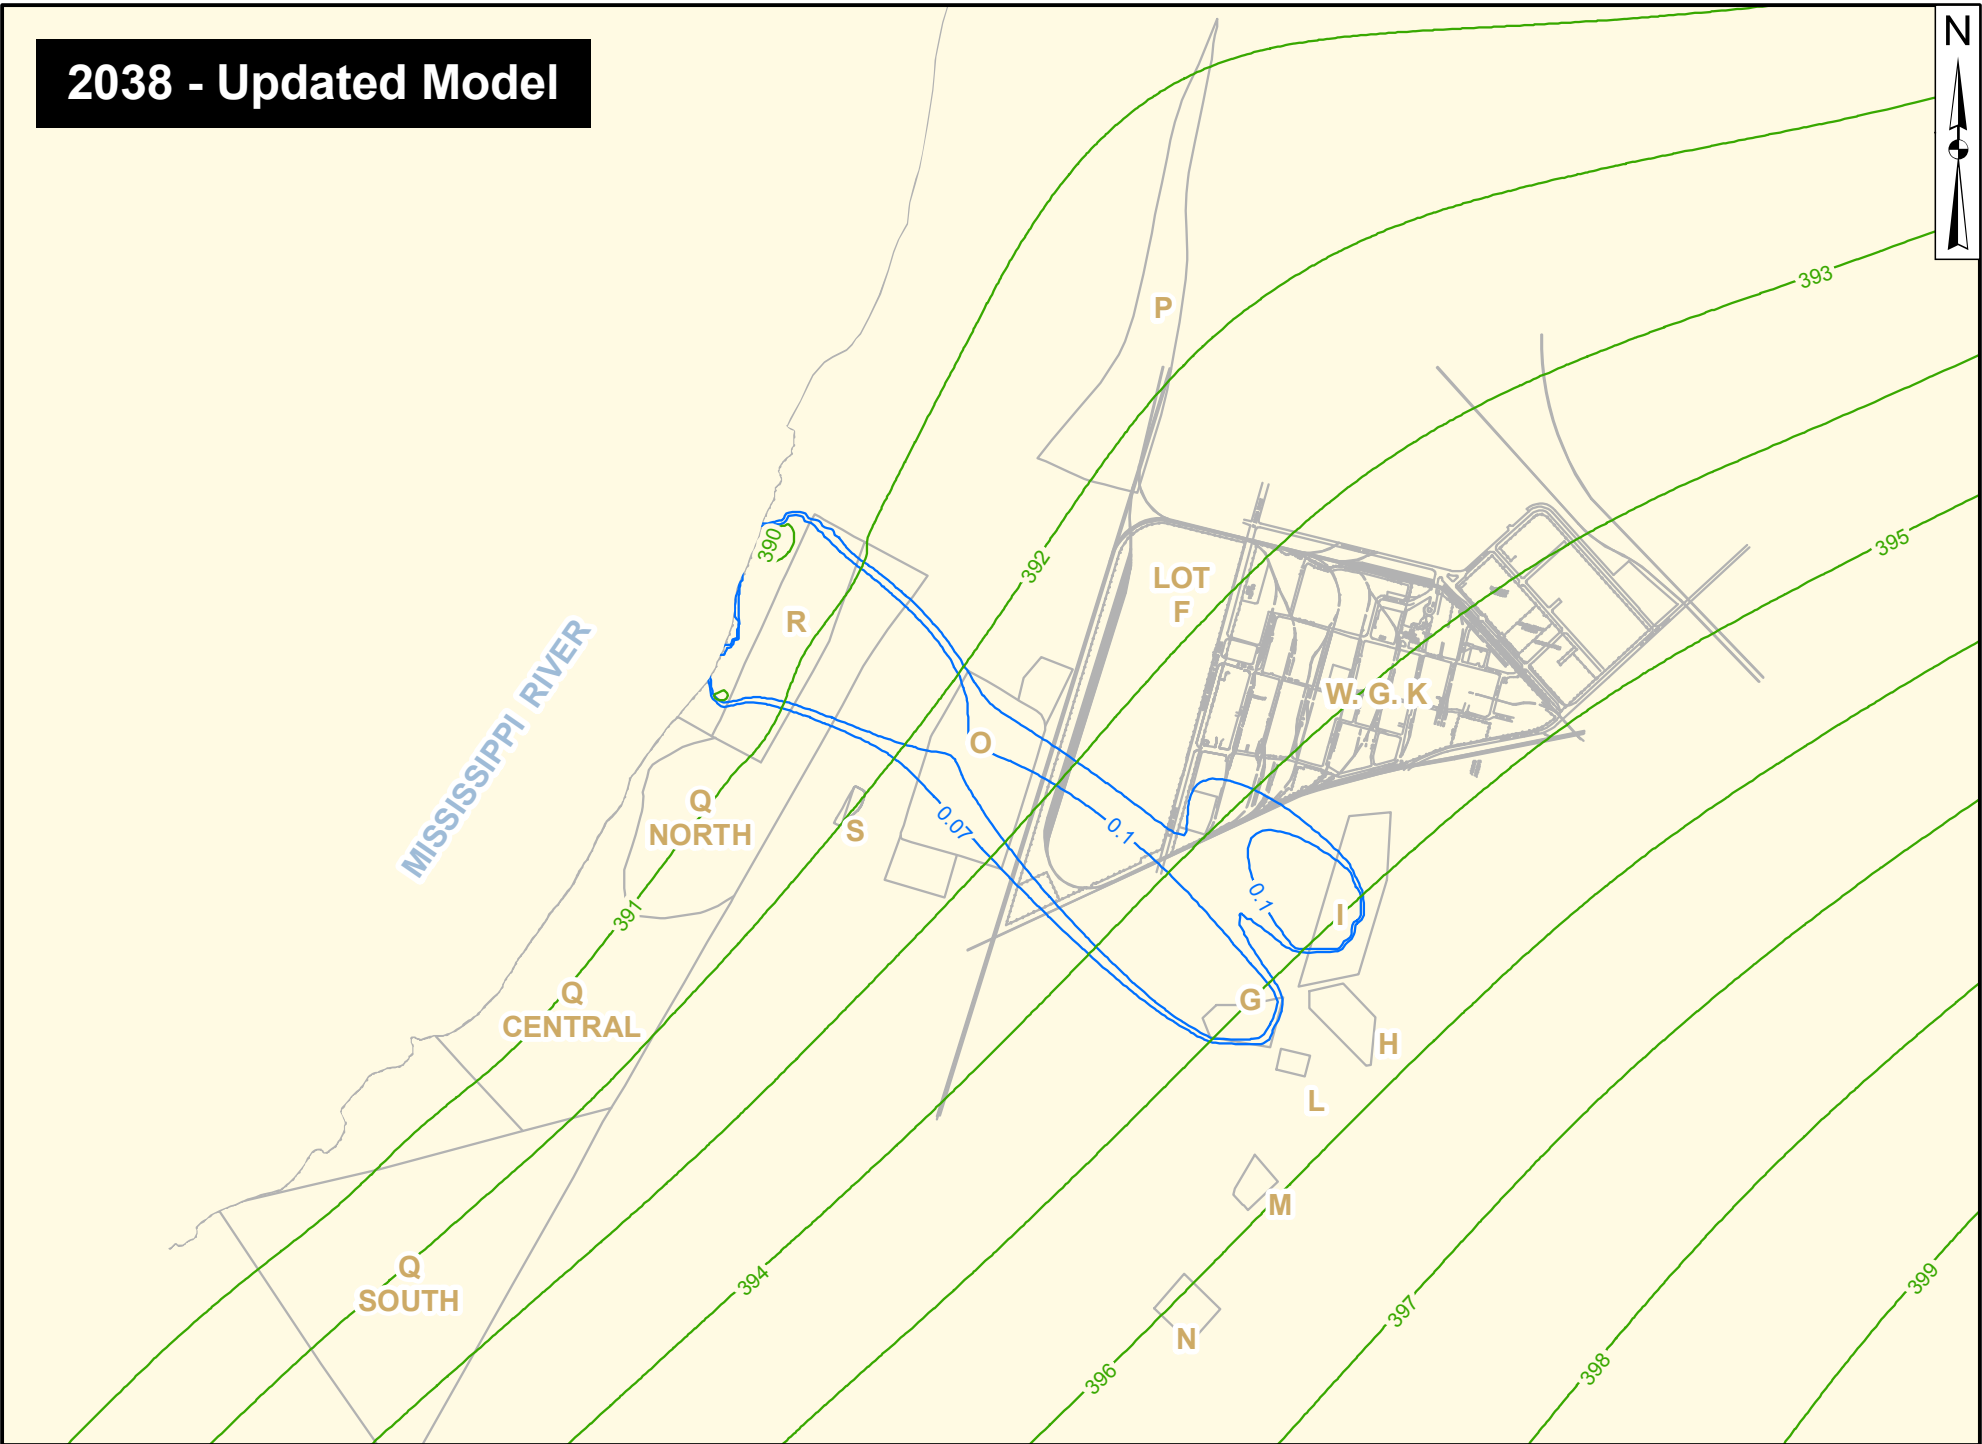 2038 - Updated Model
N
393
P
390
395
392
LOT
F
R
MISSISSIPPI RIVER
W. G. K
O
Q
NORTH
S
0.07
0.1
0.1
I
391
G
Q
CENTRAL
H
L
M
Q
SOUTH
394
399
397
N
396
398